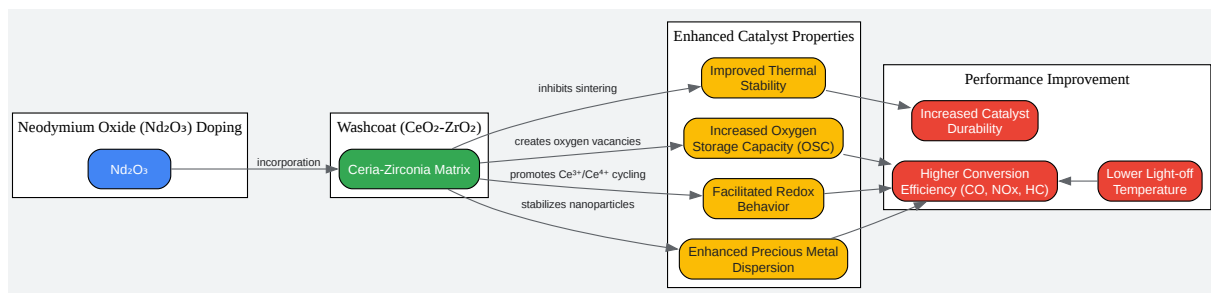 Neodymium Oxide (Nd₂O₃) Doping
Nd₂O₃
incorporation
Washcoat (CeO₂-ZrO₂)
Ceria-Zirconia Matrix
inhibits sintering
creates oxygen vacancies
promotes Ce³⁺/Ce⁴⁺ cycling
stabilizes nanoparticles
Enhanced Catalyst Properties
Improved Thermal
Stability
Increased Oxygen
Storage Capacity (OSC)
Facilitated Redox
Behavior
Enhanced Precious Metal
Dispersion
Performance Improvement
Increased Catalyst
Durability
Higher Conversion
Efficiency (CO, NOx, HC)
Lower Light-off
Temperature